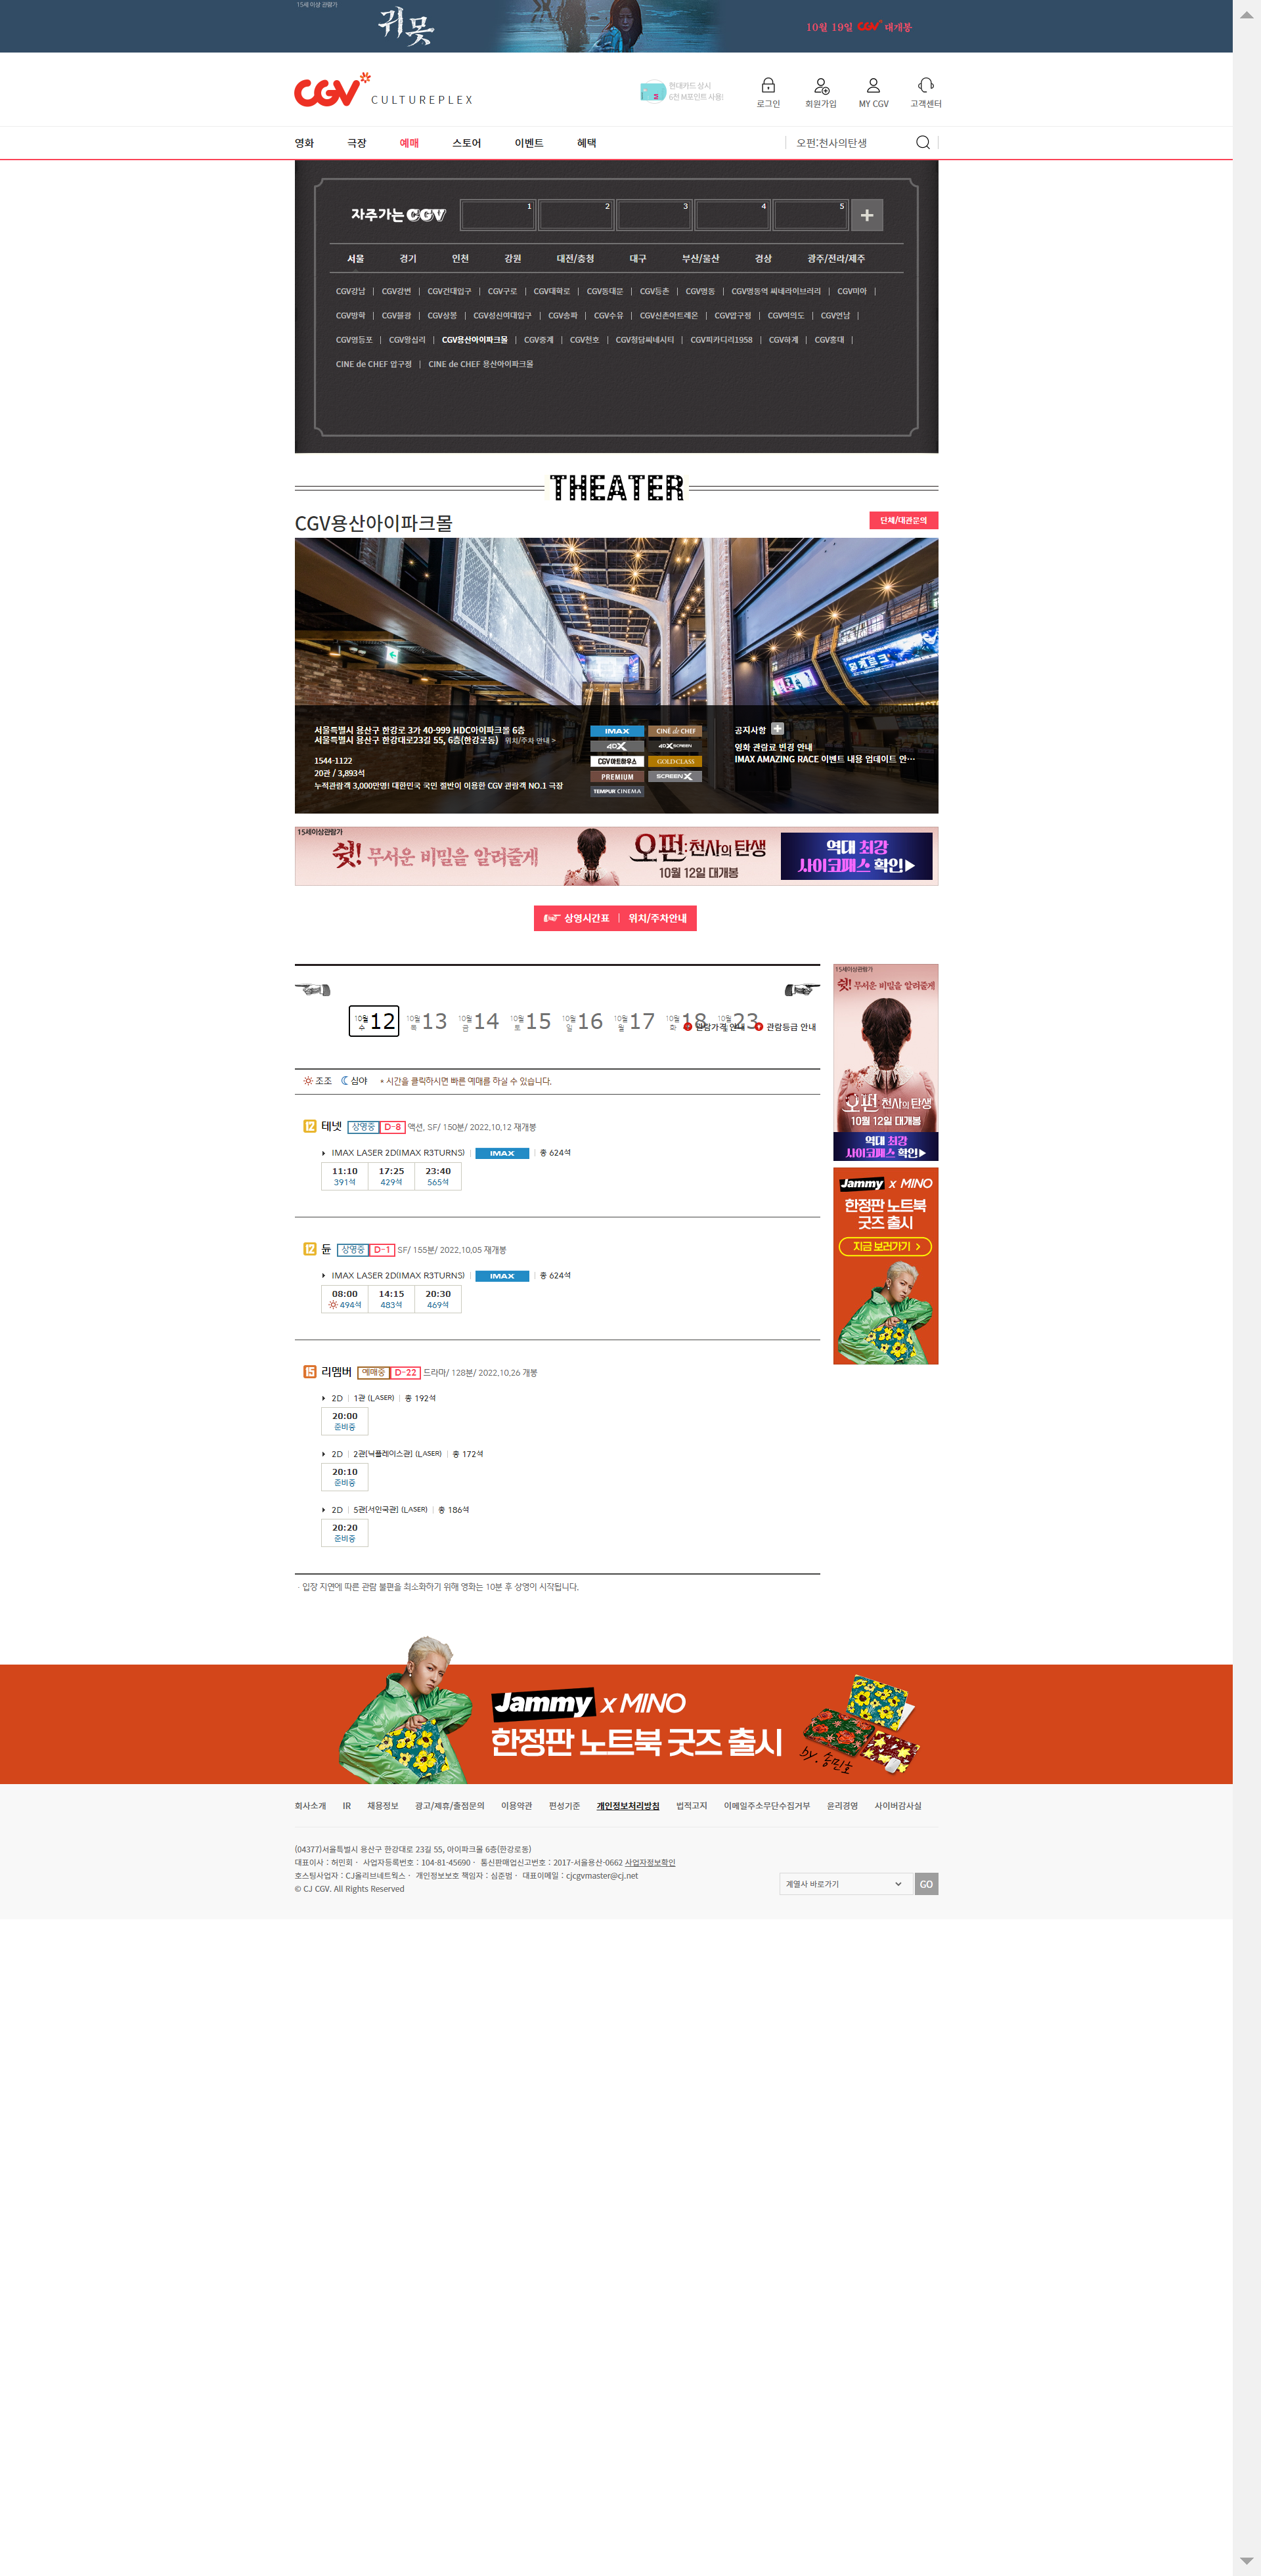 15세 이상 관람가
귀못
10월 19일 CGV 대개봉
CGV CULTUREPLEX
현대카드 상시
6천 M포인트 사용!
로그인 회원가입 MY CGV 고객센터
영화 극장 예매 스토어 이벤트 혜택 오펀:천사의탄생
자주가는 CGV 1 2 3 4 5
서울 경기 인천 강원 대전/충청 대구 부산/울산 경상 광주/전라/제주
CGV강남 | CGV강변 | CGV건대입구 | CGV구로 | CGV대학로 | CGV동대문 | CGV등촌 | CGV명동 | CGV명동역 씨네라이브러리 | CGV미아 |
CGV방학 | CGV불광 | CGV상봉 | CGV성신여대입구 | CGV송파 | CGV수유 | CGV신촌아트레온 | CGV압구정 | CGV여의도 | CGV연남 |
CGV영등포 | CGV왕십리 | CGV용산아이파크몰 | CGV중계 | CGV천호 | CGV청담씨네시티 | CGV피카디리1958 | CGV하계 | CGV홍대 |
CINE de CHEF 압구정 | CINE de CHEF 용산아이파크몰
THEATER
CGV용산아이파크몰 단체/대관문의
서울특별시 용산구 한강로 3가 40-999 HDC아이파크몰 6층
서울특별시 용산구 한강대로23길 55, 6층(한강로동) 위치/주차 안내 >
1544-1122
20관 / 3,893석
누적관람객 3,000만명! 대한민국 국민 절반이 이용한 CGV 관람객 NO.1 극장
IMAX CINÉ de CHEF
4DX 4DX SCREEN
CGV아트하우스 GOLD CLASS
PREMIUM SCREENX
TEMPUR CINEMA
공지사항
영화 관람료 변경 안내
IMAX AMAZING RACE 이벤트 내용 업데이트 안…
15세이상관람가
쉿! 무서운 비밀을 알려줄게
오펀:천사의 탄생
10월 12일 대개봉
역대 최강
사이코패스 확인▶
상영시간표 | 위치/주차안내
10월 수 12 10월 목 13 10월 금 14 10월 토 15 10월 일 16 10월 월 17 10월 화 18 10월 23
관람가격 안내 관람등급 안내
조조 심야 * 시간을 클릭하시면 빠른 예매를 하실 수 있습니다.
12 테넷 상영중 D-8 액션, SF/ 150분/ 2022.10.12 재개봉
IMAX LASER 2D(IMAX R3TURNS) | IMAX | 총 624석
11:10 17:25 23:40
391석 429석 565석
12 듄 상영중 D-1 SF/ 155분/ 2022.10.05 재개봉
IMAX LASER 2D(IMAX R3TURNS) | IMAX | 총 624석
08:00 14:15 20:30
494석 483석 469석
15 리멤버 예매중 D-22 드라마/ 128분/ 2022.10.26 개봉
2D | 1관 (LASER) | 총 192석
20:00
준비중
2D | 2관[닉플레이스관] (LASER) | 총 172석
20:10
준비중
2D | 5관[서인국관] (LASER) | 총 186석
20:20
준비중
· 입장 지연에 따른 관람 불편을 최소화하기 위해 영화는 10분 후 상영이 시작됩니다.
15세이상관람가
쉿! 무서운 비밀을 알려줄게
오펀 천사의 탄생
10월 12일 대개봉
역대 최강
사이코패스 확인▶
Jammy x MINO
한정판 노트북
굿즈 출시
지금 보러가기 >
Jammy x MINO
한정판 노트북 굿즈 출시
by. 송민호
회사소개 IR 채용정보 광고/제휴/출점문의 이용약관 편성기준 개인정보처리방침 법적고지 이메일주소무단수집거부 윤리경영 사이버감사실
(04377)서울특별시 용산구 한강대로 23길 55, 아이파크몰 6층(한강로동)
대표이사 : 허민회 · 사업자등록번호 : 104-81-45690 · 통신판매업신고번호 : 2017-서울용산-0662 사업자정보확인
호스팅사업자 : CJ올리브네트웍스 · 개인정보보호 책임자 : 심준범 · 대표이메일 : cjcgvmaster@cj.net
© CJ CGV. All Rights Reserved
계열사 바로가기 GO